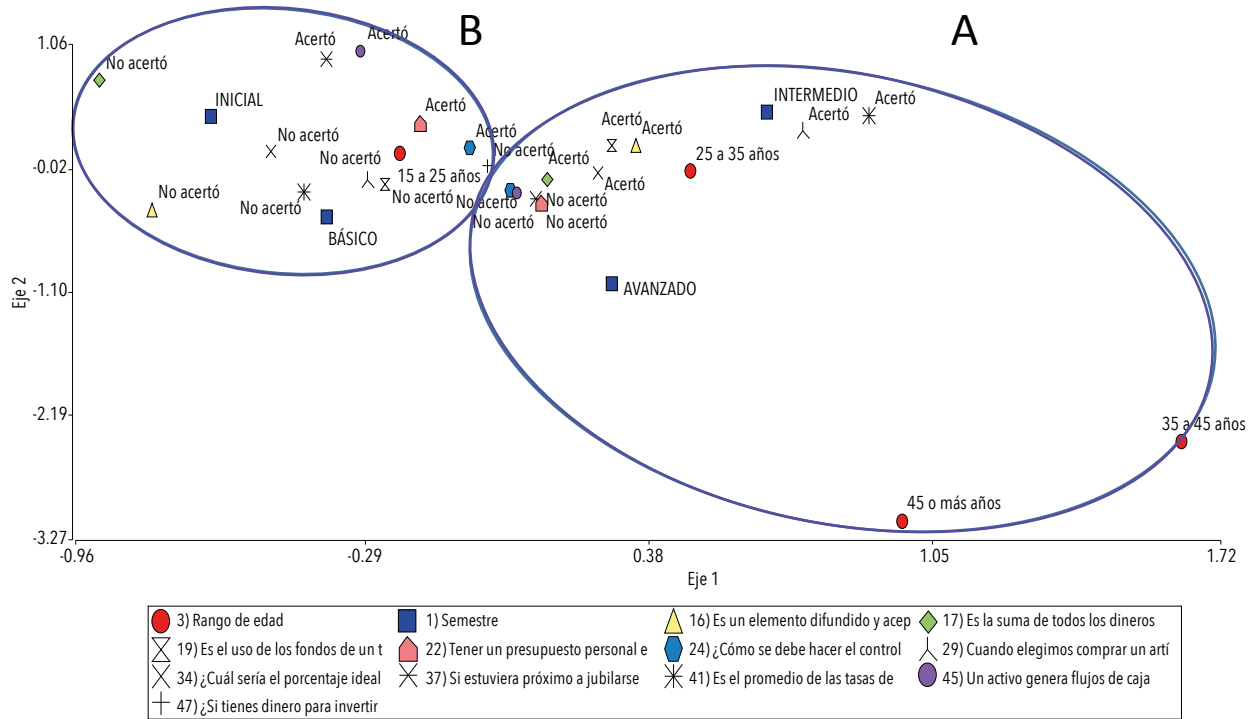 B
A
1.06
Acertó
Acertó
No acertó
INICIAL
INTERMEDIO
Acertó
Acertó
Acertó
Acertó
Acertó
Acertó
No acertó
No acertó
No acertó
Acertó
25 a 35 años
-0.02
15 a 25 años
Acertó
No acertó
No acertó
No acertó
No acertó
No acertó
No acertó
No acertó
BÁSICO
Eje 2
-1.10
AVANZADO
-2.19
35 a 45 años
45 o más años
-3.27
-0.96
-0.29
0.38
1.05
1.72
Eje 1
3) Rango de edad
1) Semestre
16) Es un elemento difundido y acep
17) Es la suma de todos los dineros
19) Es el uso de los fondos de un t
22) Tener un presupuesto personal e
24) ¿Cómo se debe hacer el control
29) Cuando elegimos comprar un artí
34) ¿Cuál sería el porcentaje ideal
37) Si estuviera próximo a jubilarse
41) Es el promedio de las tasas de
45) Un activo genera flujos de caja
47) ¿Si tienes dinero para invertir